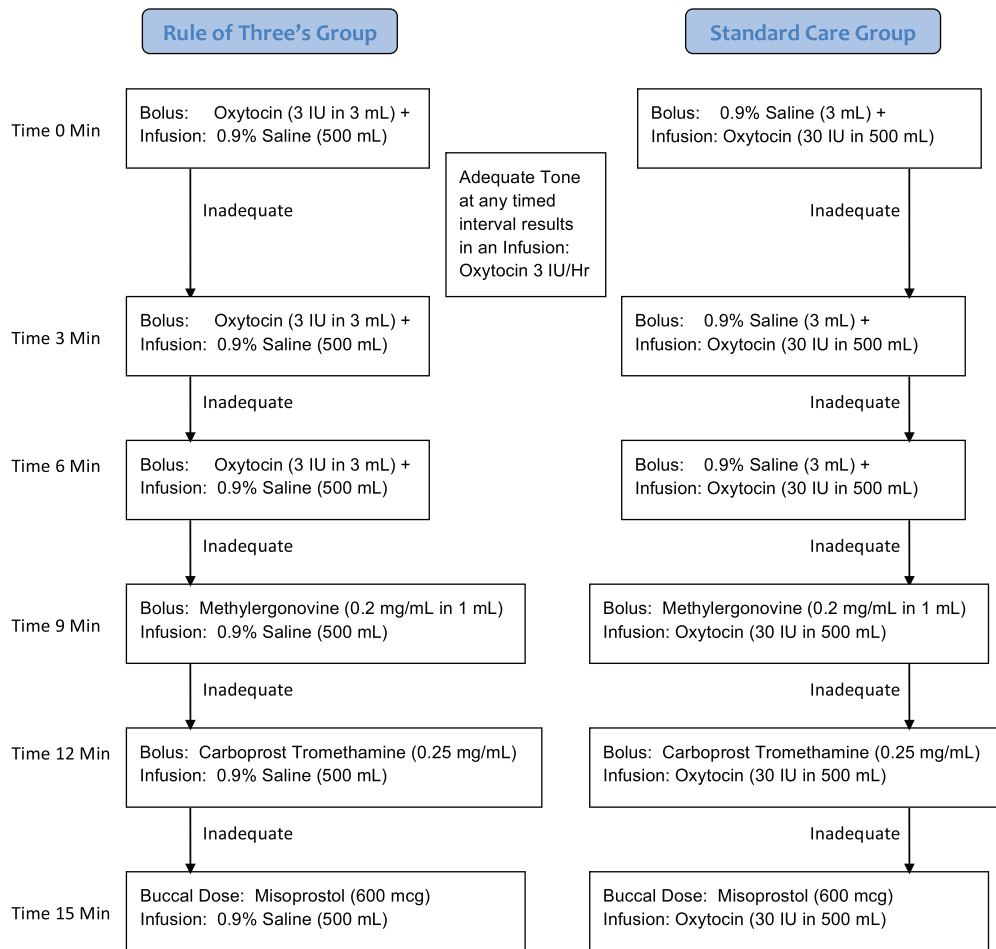 Rule of Three's Group
Standard Care Group
Time 0 Min
Bolus: Oxytocin (3 IU in 3 mL) +
Infusion: 0.9% Saline (500 mL)
Bolus: 0.9% Saline (3 mL) +
Infusion: Oxytocin (30 IU in 500 mL)
Adequate Tone
at any timed
interval results
in an Infusion:
Oxytocin 3 IU/Hr
Inadequate
Inadequate
Time 3 Min
Bolus: Oxytocin (3 IU in 3 mL) +
Infusion: 0.9% Saline (500 mL)
Bolus: 0.9% Saline (3 mL) +
Infusion: Oxytocin (30 IU in 500 mL)
Inadequate
Inadequate
Time 6 Min
Bolus: Oxytocin (3 IU in 3 mL) +
Infusion: 0.9% Saline (500 mL)
Bolus: 0.9% Saline (3 mL) +
Infusion: Oxytocin (30 IU in 500 mL)
Inadequate
Inadequate
Time 9 Min
Bolus: Methylergonovine (0.2 mg/mL in 1 mL)
Infusion: 0.9% Saline (500 mL)
Bolus: Methylergonovine (0.2 mg/mL in 1 mL)
Infusion: Oxytocin (30 IU in 500 mL)
Inadequate
Inadequate
Time 12 Min
Bolus: Carboprost Tromethamine (0.25 mg/mL)
Infusion: 0.9% Saline (500 mL)
Bolus: Carboprost Tromethamine (0.25 mg/mL)
Infusion: Oxytocin (30 IU in 500 mL)
Inadequate
Inadequate
Time 15 Min
Buccal Dose: Misoprostol (600 mcg)
Infusion: 0.9% Saline (500 mL)
Buccal Dose: Misoprostol (600 mcg)
Infusion: Oxytocin (30 IU in 500 mL)